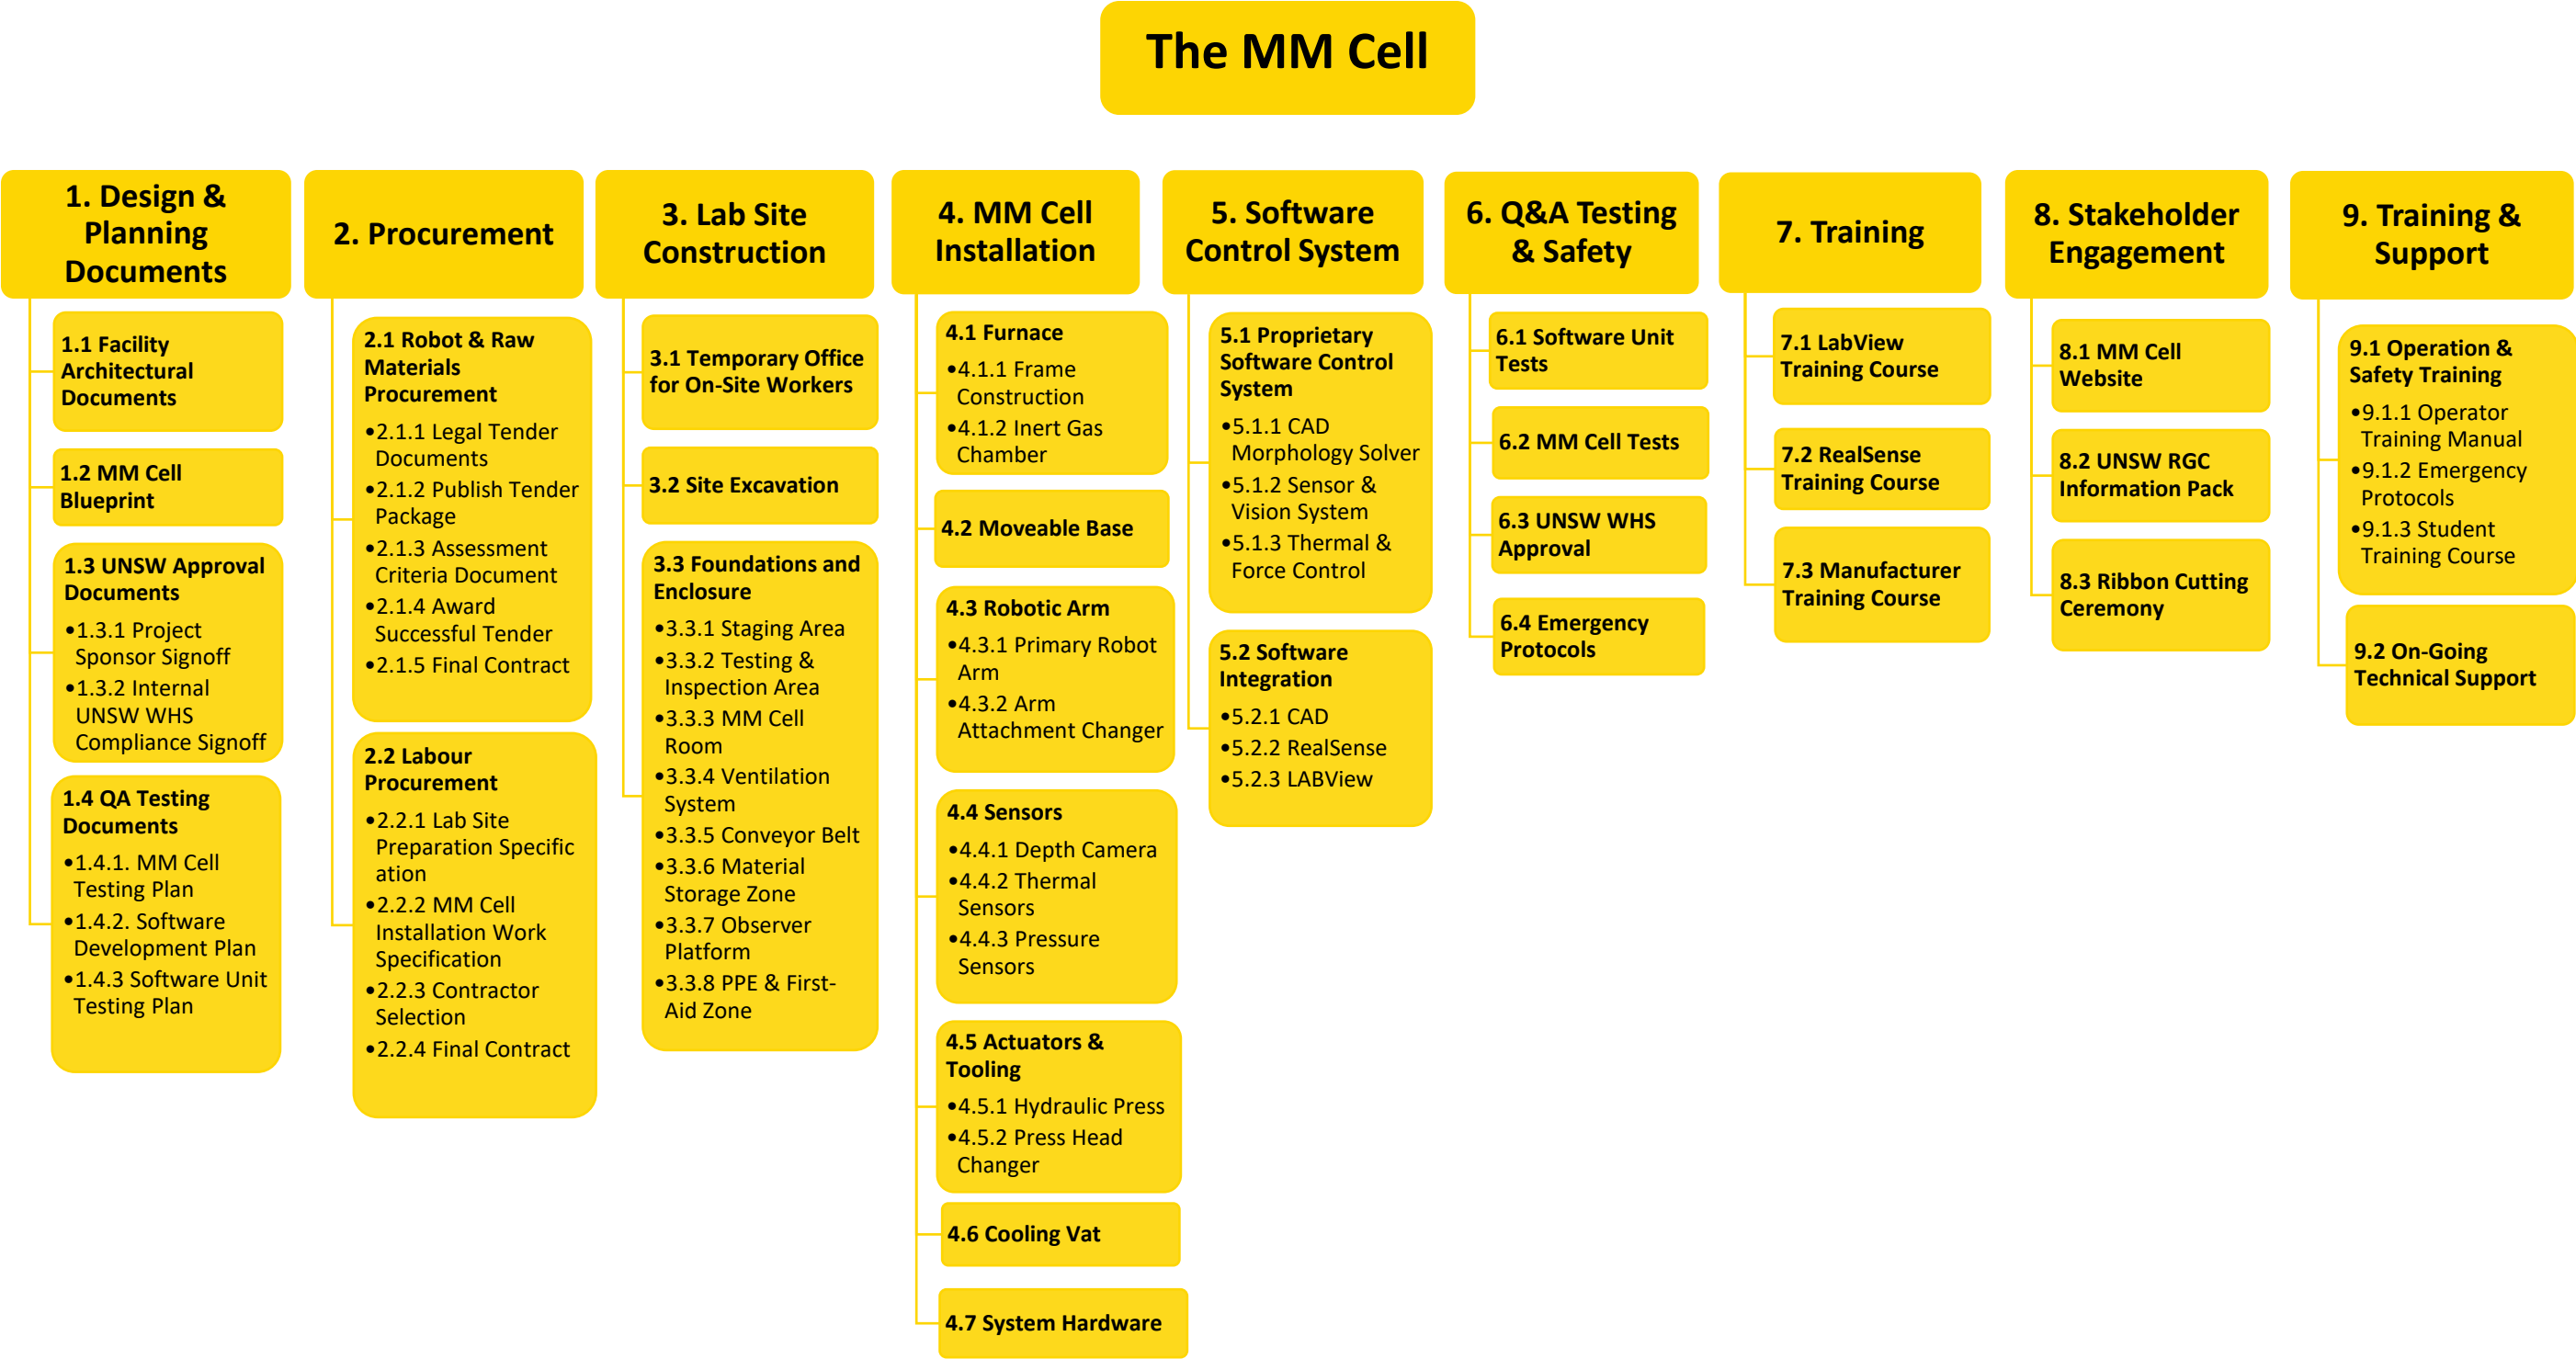 The MM Cell
1. Design &
Planning
Documents
1.1 Facility
Architectural
Documents
1.2 MM Cell
Blueprint
1.3 UNSW Approval
Documents
•1.3.1 Project
Sponsor Signoff
•1.3.2 Internal
UNSW WHS
Compliance Signoff
1.4 QA Testing
Documents
•1.4.1. MM Cell
Testing Plan
•1.4.2. Software
Development Plan
•1.4.3 Software Unit
Testing Plan
2. Procurement
2.1 Robot & Raw
Materials
Procurement
•2.1.1 Legal Tender
Documents
•2.1.2 Publish Tender
Package
•2.1.3 Assessment
Criteria Document
•2.1.4 Award
Successful Tender
•2.1.5 Final Contract
2.2 Labour
Procurement
•2.2.1 Lab Site
Preparation Specific
ation
•2.2.2 MM Cell
Installation Work
Specification
•2.2.3 Contractor
Selection
•2.2.4 Final Contract
3. Lab Site
Construction
3.1 Temporary Office
for On-Site Workers
3.2 Site Excavation
3.3 Foundations and
Enclosure
•3.3.1 Staging Area
•3.3.2 Testing &
Inspection Area
•3.3.3 MM Cell
Room
•3.3.4 Ventilation
System
•3.3.5 Conveyor Belt
•3.3.6 Material
Storage Zone
•3.3.7 Observer
Platform
•3.3.8 PPE & First-
Aid Zone
4. MM Cell
Installation
4.1 Furnace
•4.1.1 Frame
Construction
•4.1.2 Inert Gas
Chamber
4.2 Moveable Base
4.3 Robotic Arm
•4.3.1 Primary Robot
Arm
•4.3.2 Arm
Attachment Changer
4.4 Sensors
•4.4.1 Depth Camera
•4.4.2 Thermal
Sensors
•4.4.3 Pressure
Sensors
4.5 Actuators &
Tooling
•4.5.1 Hydraulic Press
•4.5.2 Press Head
Changer
4.6 Cooling Vat
4.7 System Hardware
5. Software
Control System
5.1 Proprietary
Software Control
System
•5.1.1 CAD
Morphology Solver
•5.1.2 Sensor &
Vision System
•5.1.3 Thermal &
Force Control
5.2 Software
Integration
•5.2.1 CAD
•5.2.2 RealSense
•5.2.3 LABView
6. Q&A Testing
& Safety
6.1 Software Unit
Tests
6.2 MM Cell Tests
6.3 UNSW WHS
Approval
6.4 Emergency
Protocols
7. Training
7.1 LabView
Training Course
7.2 RealSense
Training Course
7.3 Manufacturer
Training Course
8. Stakeholder
Engagement
8.1 MM Cell
Website
8.2 UNSW RGC
Information Pack
8.3 Ribbon Cutting
Ceremony
9. Training &
Support
9.1 Operation &
Safety Training
•9.1.1 Operator
Training Manual
•9.1.2 Emergency
Protocols
•9.1.3 Student
Training Course
9.2 On-Going
Technical Support